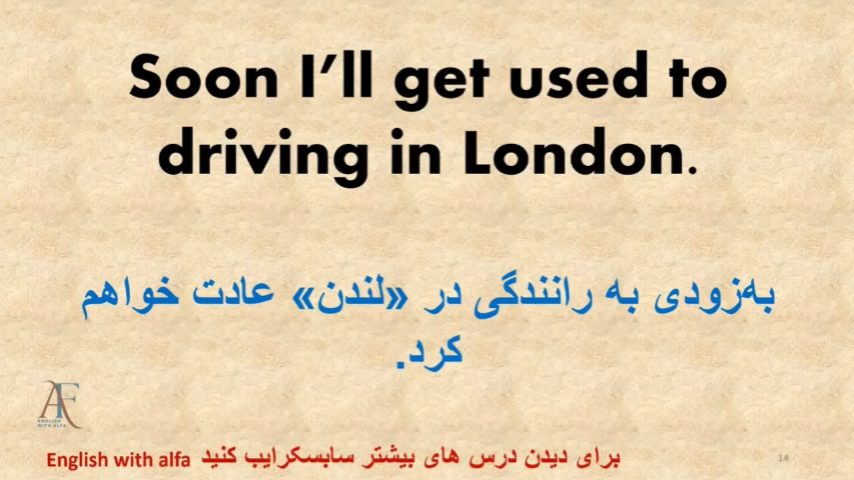 Soon I’ll get used to
driving in London.
به‌زودی به رانندگی در «لندن» عادت خواهم
کرد.
AF
ENGLISH
WITH ALFA
برای دیدن درس های بیشتر سابسکرایب کنید English with alfa
14